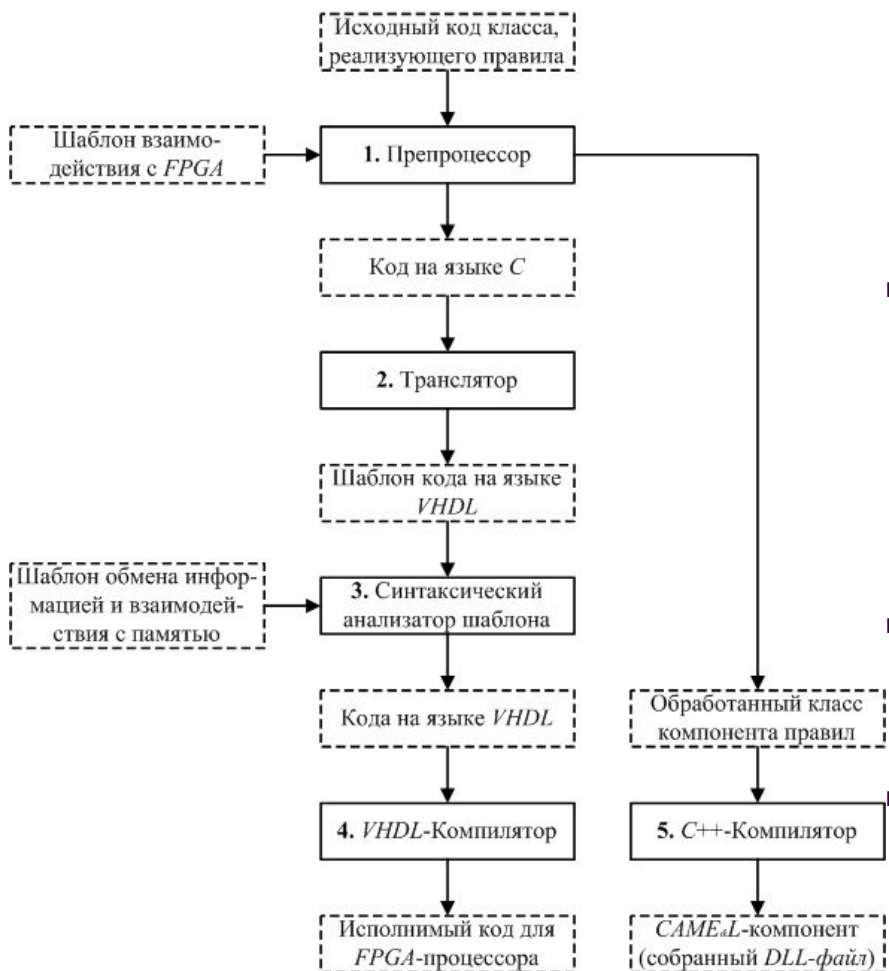 Исходный код класса,
реализующего правила
Шаблон взаимо-
действия с FPGA
1. Препроцессор
Код на языке C
2. Транслятор
Шаблон кода на языке
VHDL
Шаблон обмена инфор-
мацией и взаимодей-
ствия с памятью
3. Синтаксический
анализатор шаблона
Кода на языке VHDL
Обработанный класс
компонента правил
4. VHDL-Компилятор
5. C++-Компилятор
Исполнимый код для
FPGA-процессора
CAME&L-компонент
(собранный DLL-файл)